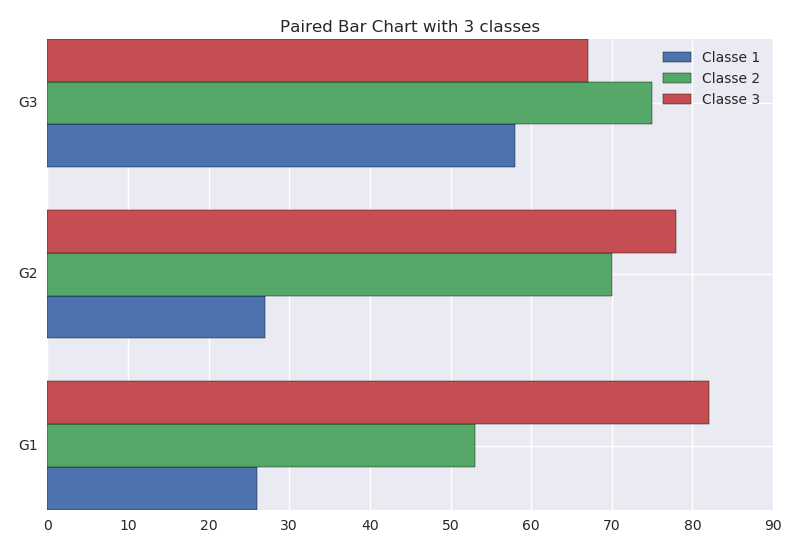 Paired Bar Chart with 3 classes
Classe 1
Classe 2
Classe 3
G3
G2
G1
0 10 20 30 40 50 60 70 80 90